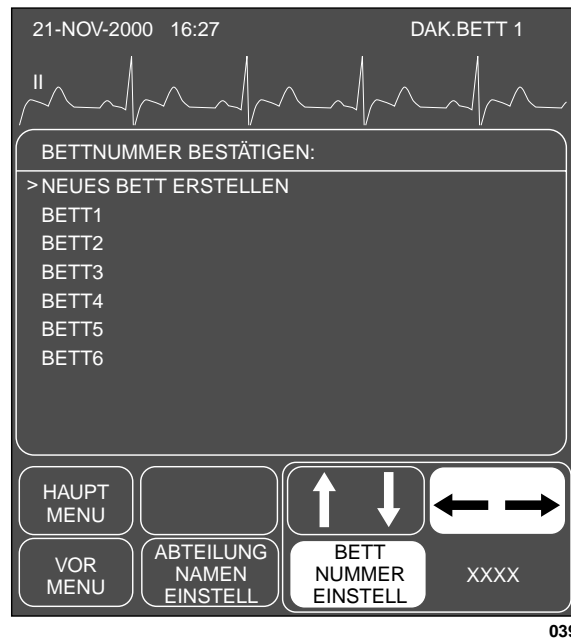 21-NOV-2000 16:27 DAK.BETT 1
II
BETTNUMMER BESTÄTIGEN:
>NEUES BETT ERSTELLEN
BETT1
BETT2
BETT3
BETT4
BETT5
BETT6
HAUPT
MENU
VOR
MENU
ABTEILUNG
NAMEN
EINSTELL
BETT
NUMMER
EINSTELL
XXXX
039